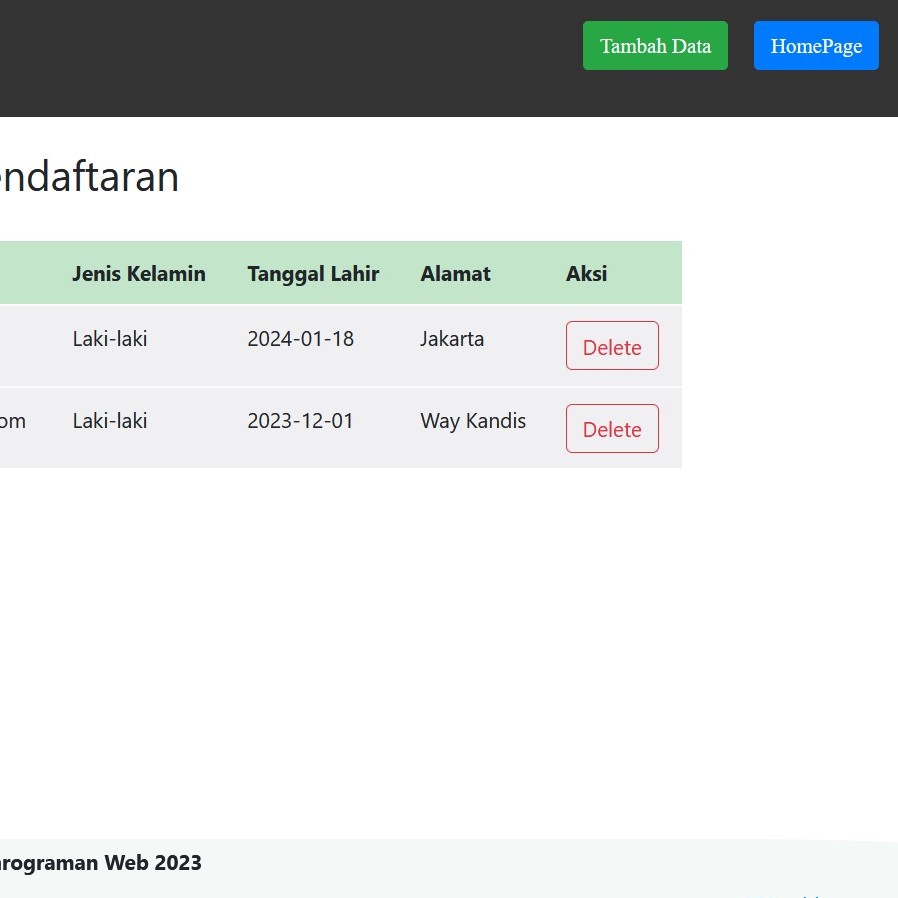 Tambah Data HomePage
endaftaran
Jenis Kelamin Tanggal Lahir Alamat Aksi
Laki-laki 2024-01-18 Jakarta Delete
om Laki-laki 2023-12-01 Way Kandis Delete
rograman Web 2023